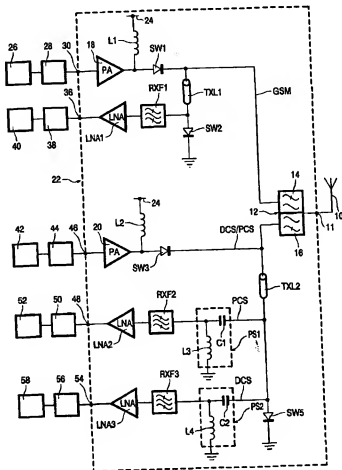 24
L1
26
28
30
18
SW1
PA
TXL1
36
RXF1
GSM
LNA
LNA1
SW2
40
38
22
24
14
10
12
11
16
L2
42
44
46
20
PA
DCS/PCS
SW3
TXL2
52
50
48
RXF2
PS1
PCS
LNA
LNA2
L3
C1
58
56
54
RXF3
PS2
DCS
LNA
LNA3
L4
C2
SW5